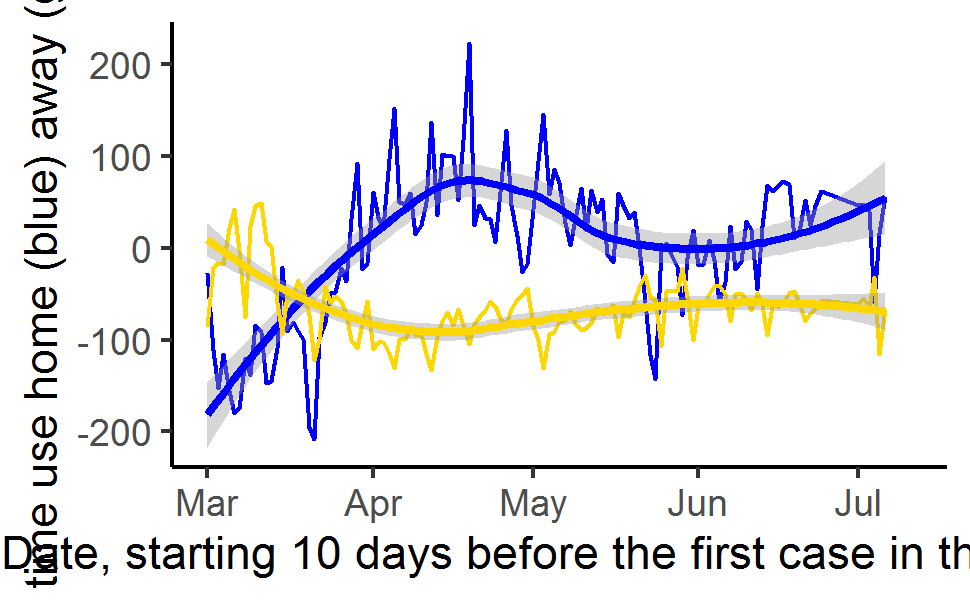 time use home (blue) away (
200
100
0
-100
-200
Mar Apr May Jun Jul
Date, starting 10 days before the first case in th